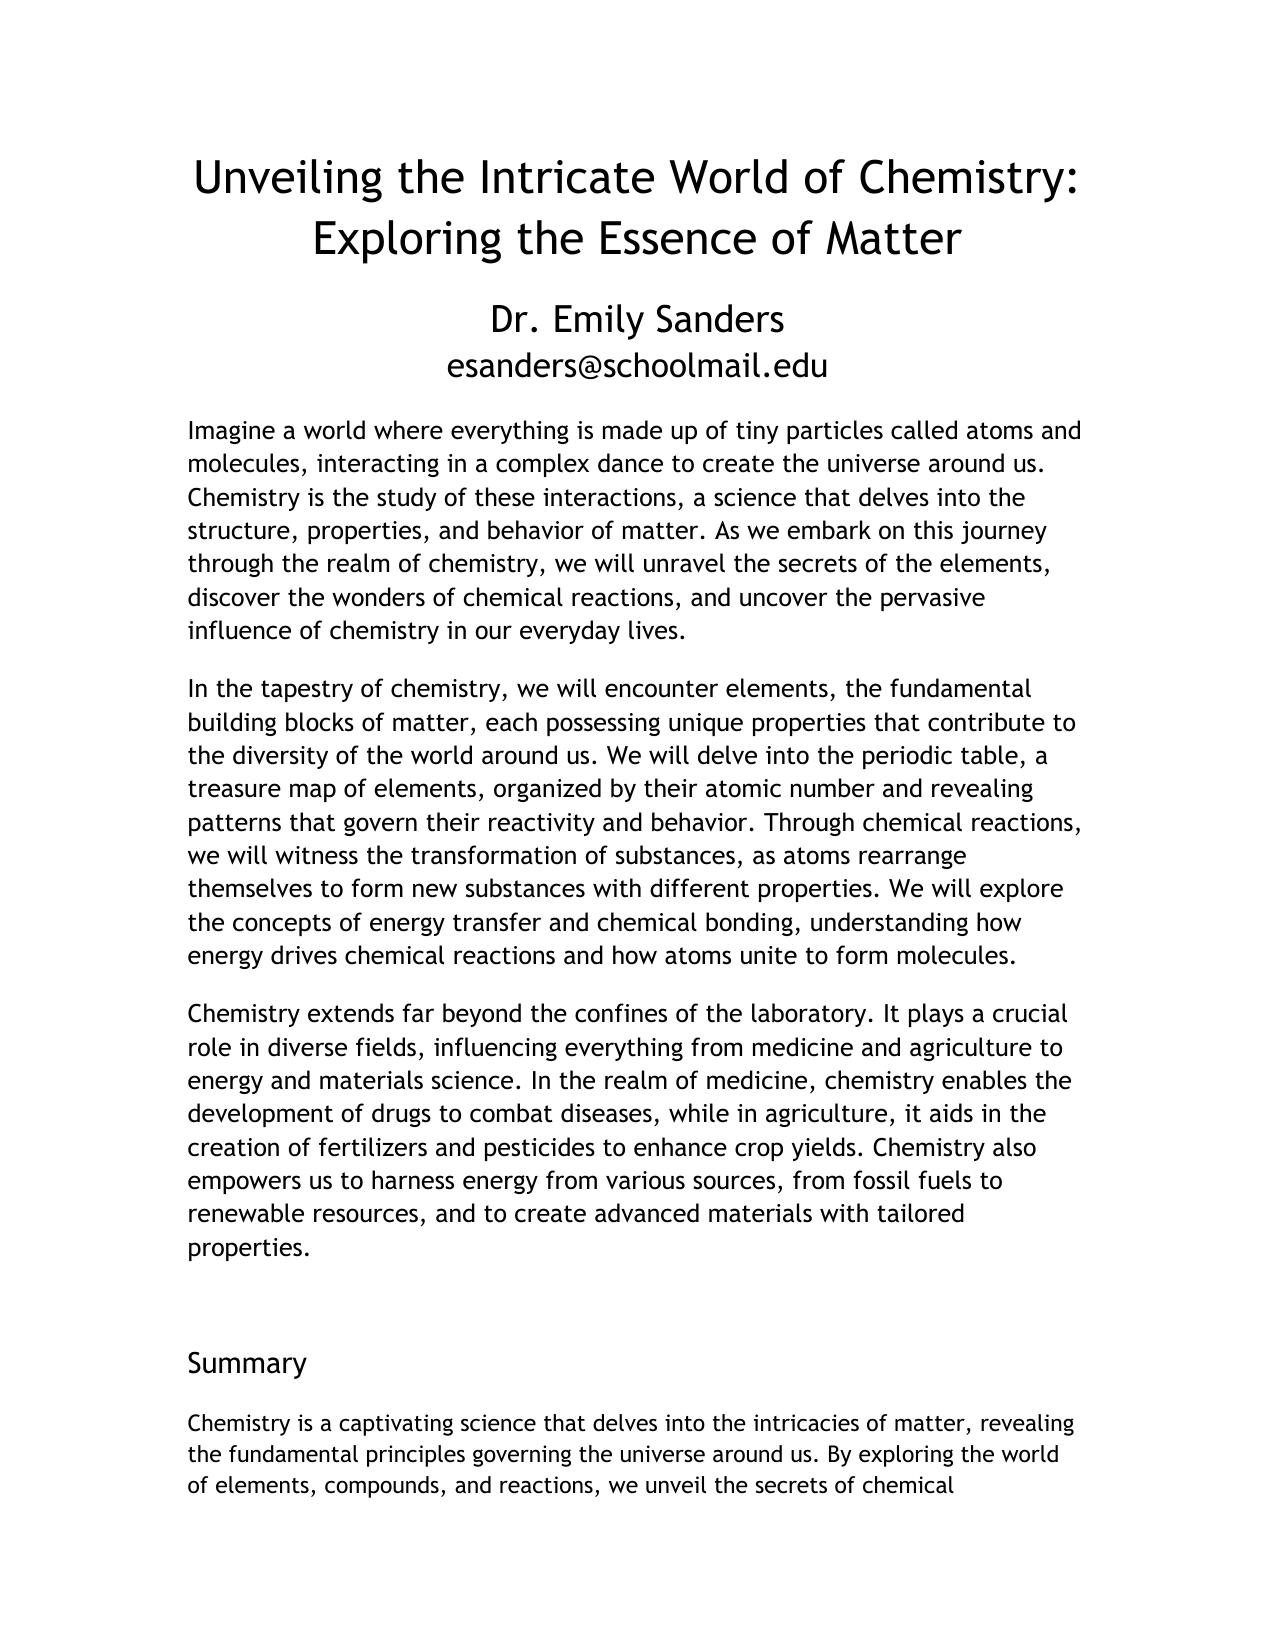 Unveiling the Intricate World of Chemistry:
Exploring the Essence of Matter
Dr. Emily Sanders
esanders@schoolmail.edu
Imagine a world where everything is made up of tiny particles called atoms and
molecules, interacting in a complex dance to create the universe around us.
Chemistry is the study of these interactions, a science that delves into the
structure, properties, and behavior of matter. As we embark on this journey
through the realm of chemistry, we will unravel the secrets of the elements,
discover the wonders of chemical reactions, and uncover the pervasive
influence of chemistry in our everyday lives.
In the tapestry of chemistry, we will encounter elements, the fundamental
building blocks of matter, each possessing unique properties that contribute to
the diversity of the world around us. We will delve into the periodic table, a
treasure map of elements, organized by their atomic number and revealing
patterns that govern their reactivity and behavior. Through chemical reactions,
we will witness the transformation of substances, as atoms rearrange
themselves to form new substances with different properties. We will explore
the concepts of energy transfer and chemical bonding, understanding how
energy drives chemical reactions and how atoms unite to form molecules.
Chemistry extends far beyond the confines of the laboratory. It plays a crucial
role in diverse fields, influencing everything from medicine and agriculture to
energy and materials science. In the realm of medicine, chemistry enables the
development of drugs to combat diseases, while in agriculture, it aids in the
creation of fertilizers and pesticides to enhance crop yields. Chemistry also
empowers us to harness energy from various sources, from fossil fuels to
renewable resources, and to create advanced materials with tailored
properties.
Summary
Chemistry is a captivating science that delves into the intricacies of matter, revealing
the fundamental principles governing the universe around us. By exploring the world
of elements, compounds, and reactions, we unveil the secrets of chemical